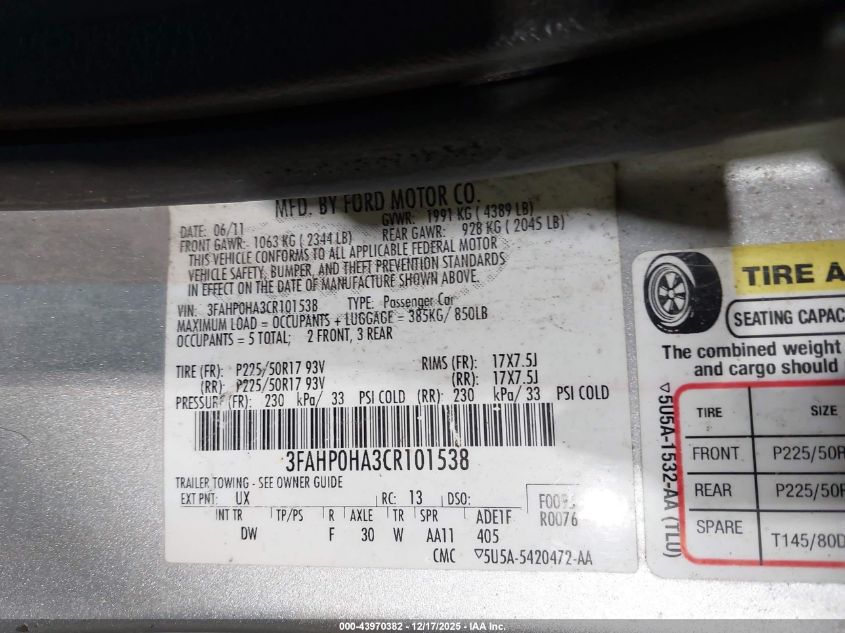 MFD. BY FORD MOTOR CO.
DATE: 06/11 GVWR: 1991 KG ( 4389 LB)
FRONT GAWR: 1063 KG ( 2344 LB) REAR GAWR: 928 KG ( 2045 LB)
THIS VEHICLE CONFORMS TO ALL APPLICABLE FEDERAL MOTOR
VEHICLE SAFETY, BUMPER, AND THEFT PREVENTION STANDARDS
IN EFFECT ON THE DATE OF MANUFACTURE SHOWN ABOVE.
VIN: 3FAHP0HA3CR101538 TYPE: Passenger Car
MAXIMUM LOAD = OCCUPANTS + LUGGAGE = 385KG/ 850LB
OCCUPANTS = 5 TOTAL; 2 FRONT, 3 REAR
TIRE (FR): P225/50R17 93V RIMS (FR): 17X7.5J
(RR): P225/50R17 93V (RR): 17X7.5J
PRESSURE(FR): 230 kPa/ 33 PSI COLD (RR): 230 kPa/ 33 PSI COLD
3FAHP0HA3CR101538
TRAILER TOWING - SEE OWNER GUIDE
EXT PNT: UX RC: 13 DSO:
R0076
INT TR TP/PS R AXLE TR SPR ADE1F
DW F 30 W AA11 405
CMC ▽5U5A-5420472-AA
TIRE A
SEATING CAPAC
The combined weight
and cargo should
▽5U5A-1532-AA (TLU)
TIRE SIZE
FRONT P225/50R
REAR P225/50R
SPARE T145/80D
000-43970382 | 12/17/2025 - IAA Inc.